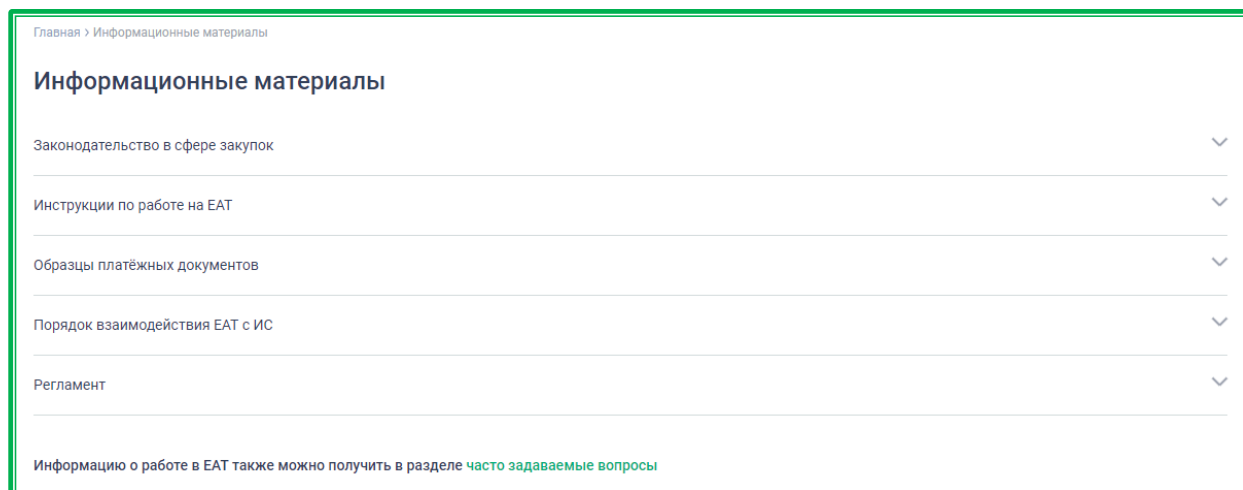 Главная › Информационные материалы
Информационные материалы
Законодательство в сфере закупок
Инструкции по работе на ЕАТ
Образцы платёжных документов
Порядок взаимодействия ЕАТ с ИС
Регламент
Информацию о работе в ЕАТ также можно получить в разделе часто задаваемые вопросы